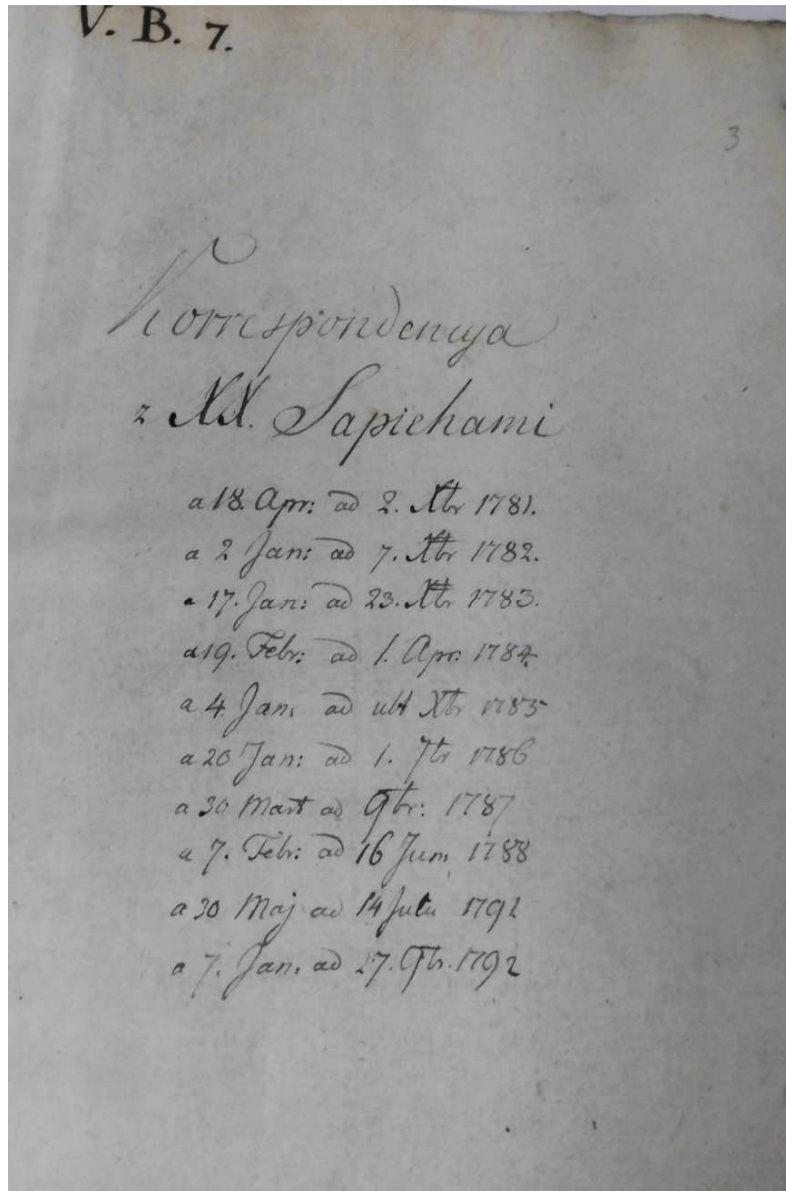 V. B. 7.
3
Korrespondencyja
z XX. Sapiehami
a 18. Apr: ad 2. Xbr 1781.
a 2 Jan: ad 7. Xbr 1782.
a 17. Jan: ad 23. Xbr 1783.
a 19. Febr: ad 1. Apr: 1784.
a 4. Jan: ad ult Xbr 1785
a 20 Jan: ad 1. 7br 1786
a 30 Mart ad 9br: 1787
a 7. Febr: ad 16 Jun 1788
a 30 Maj ad 14 Julii
a 7. Jan. ad 27. 9br. 1792